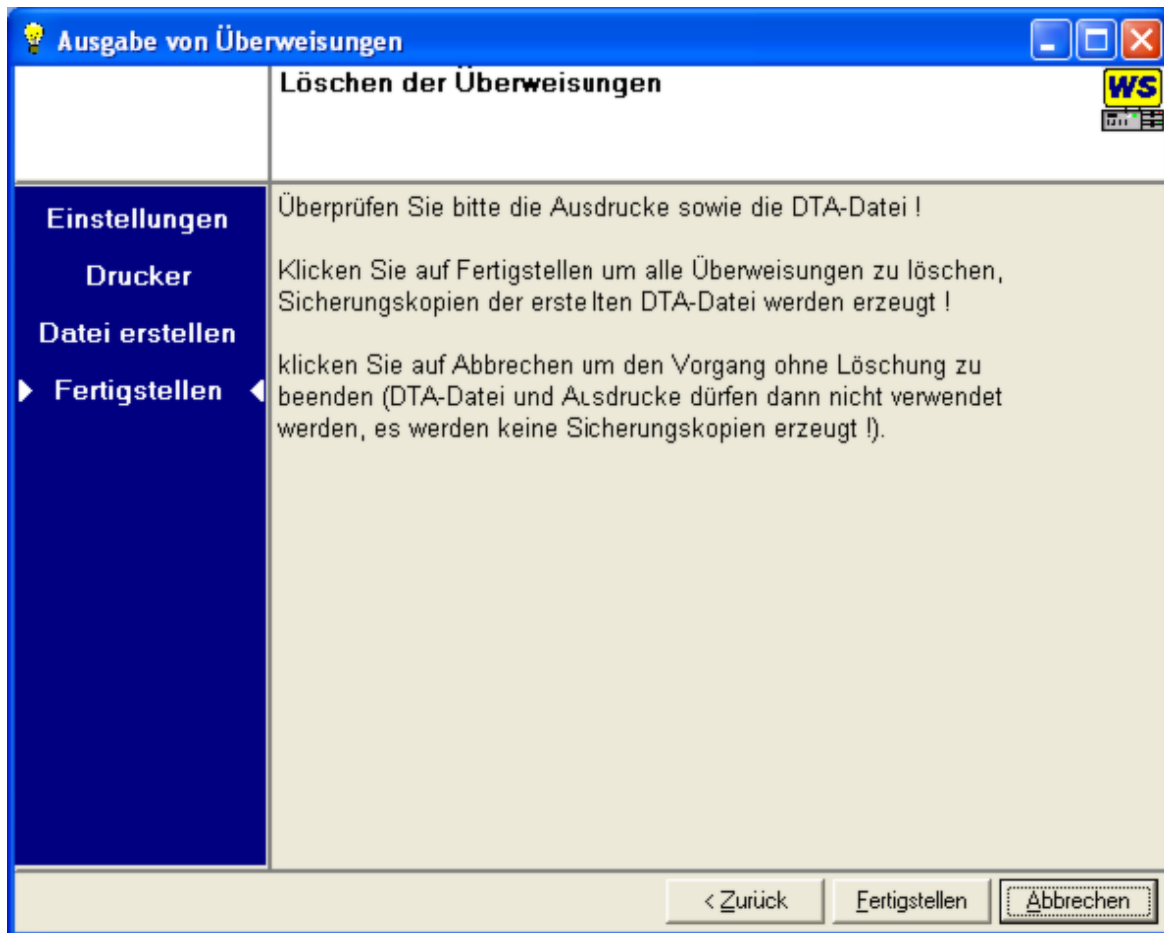 Ausgabe von Überweisungen
Löschen der Überweisungen
WS
Einstellungen
Drucker
Datei erstellen
Fertigstellen
Überprüfen Sie bitte die Ausdrucke sowie die DTA-Datei !
Klicken Sie auf Fertigstellen um alle Überweisungen zu löschen,
Sicherungskopien der erstellten DTA-Datei werden erzeugt !
klicken Sie auf Abbrechen um den Vorgang ohne Löschung zu
beenden (DTA-Datei und Ausdrucke dürfen dann nicht verwendet
werden, es werden keine Sicherungskopien erzeugt !).
< Zurück
Fertigstellen
Abbrechen